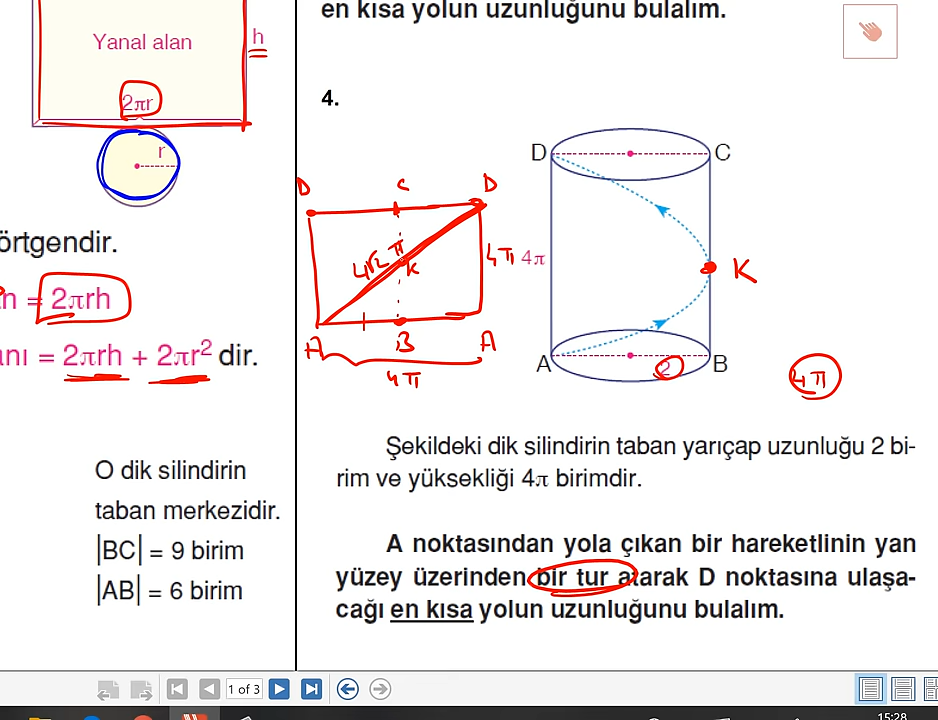 en kısa yolun uzunluğunu bulalım.
Yanal alan
h
2πr
r
örtgendir.
n = 2πrh
nı = 2πrh + 2πr² dir.
O dik silindirin
taban merkezidir.
|BC| = 9 birim
|AB| = 6 birim
4.
D C D
4√2 π
K
4π
A B A
4π
D C
4π
K
A 2 B
4π
Şekildeki dik silindirin taban yarıçap uzunluğu 2 bi-
rim ve yüksekliği 4π birimdir.
A noktasından yola çıkan bir hareketlinin yan
yüzey üzerinden bir tur atarak D noktasına ulaşa-
cağı en kısa yolun uzunluğunu bulalım.
1 of 3
15:28